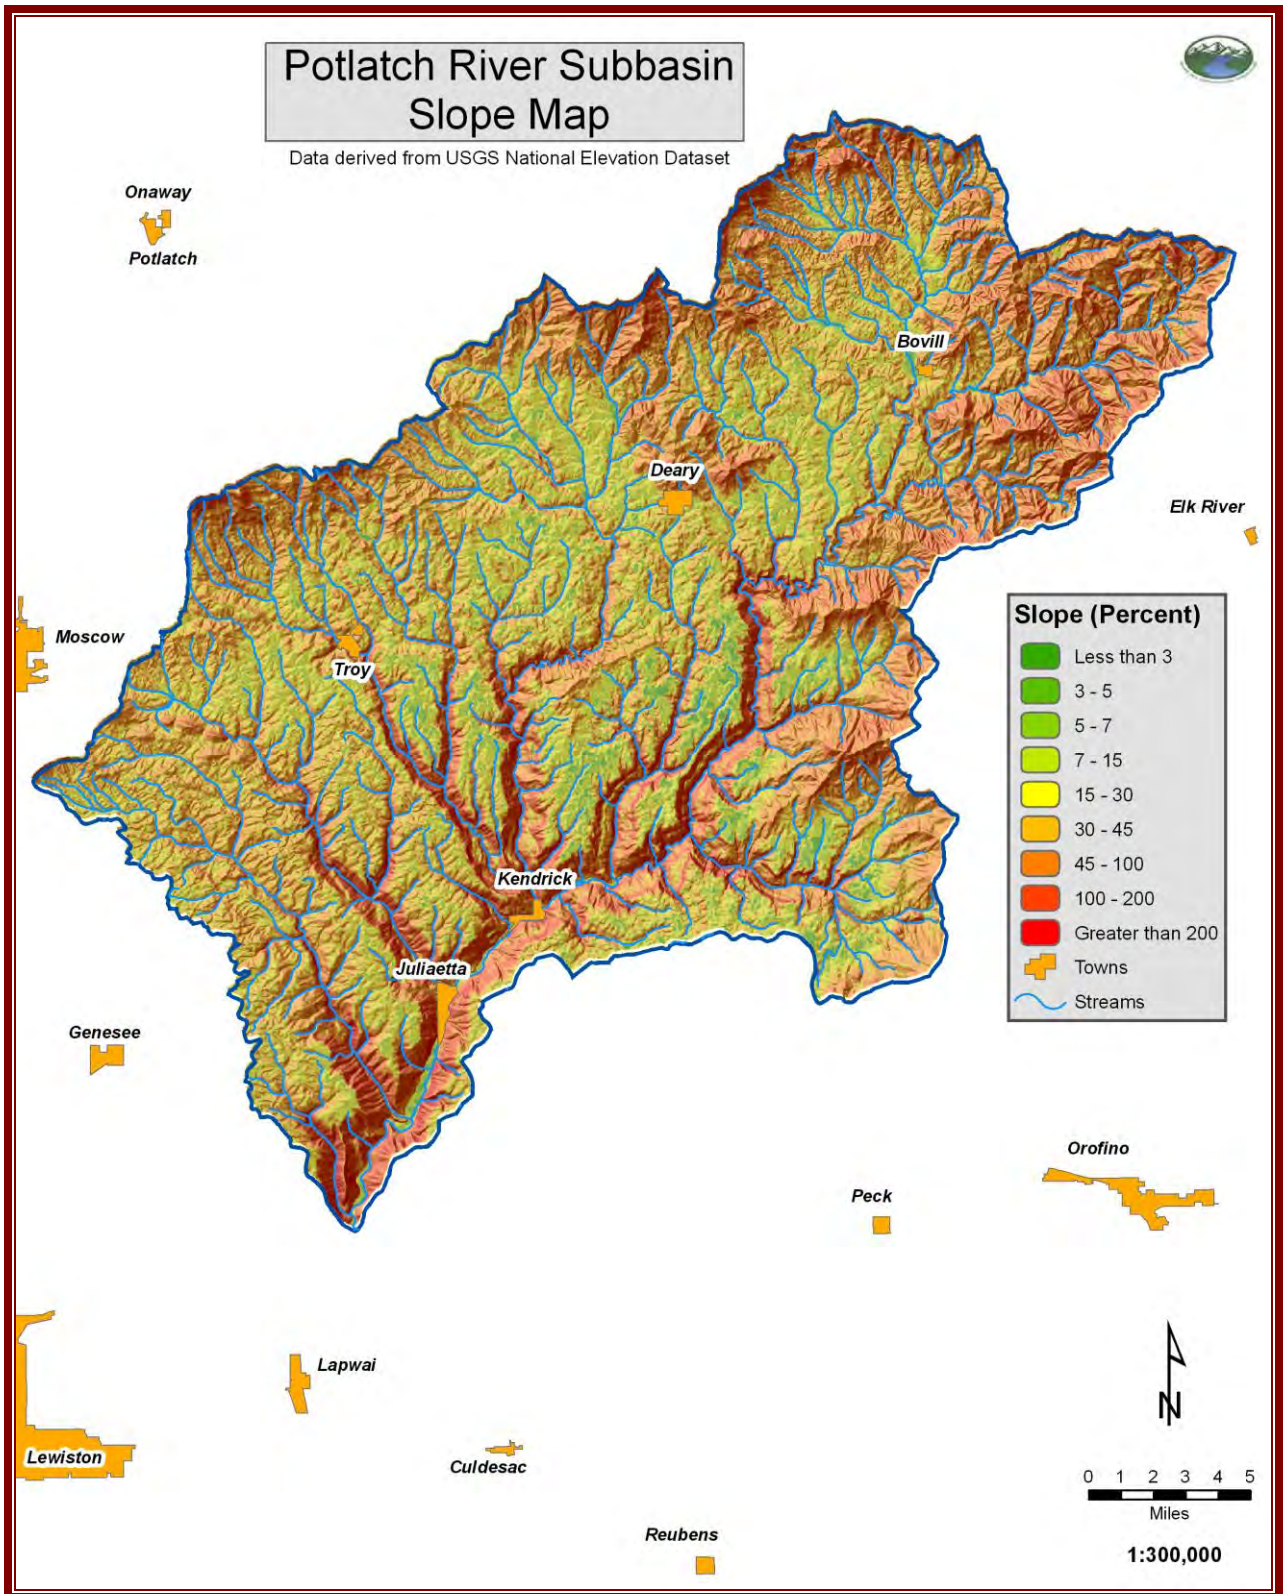 Potlatch River Subbasin
Slope Map
Data derived from USGS National Elevation Dataset
Onaway
Potlatch
Bovill
Deary
Elk River
Moscow
Troy
Slope (Percent)
Less than 3
3 - 5
5 - 7
7 - 15
15 - 30
30 - 45
45 - 100
100 - 200
Greater than 200
Towns
Streams
Kendrick
Juliaetta
Genesee
Orofino
Peck
Lapwai
Lewiston
Culdesac
Reubens
N
0 1 2 3 4 5
Miles
1:300,000